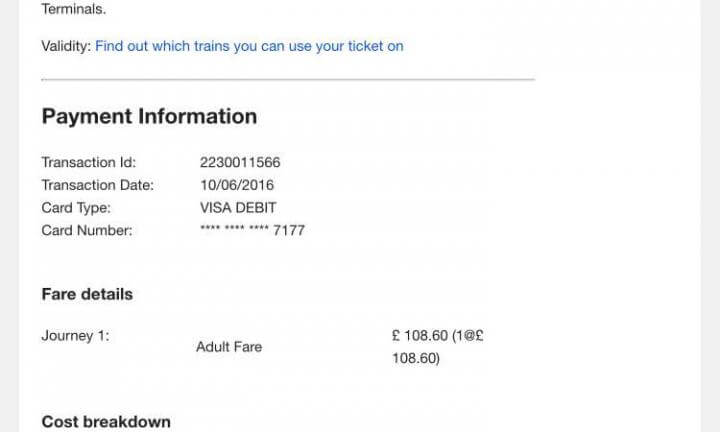 Terminals.
Validity: Find out which trains you can use your ticket on
Payment Information
Transaction Id: 2230011566
Transaction Date: 10/06/2016
Card Type: VISA DEBIT
Card Number: **** **** **** 7177
Fare details
Journey 1: Adult Fare £ 108.60 (1@£
108.60)
Cost breakdown